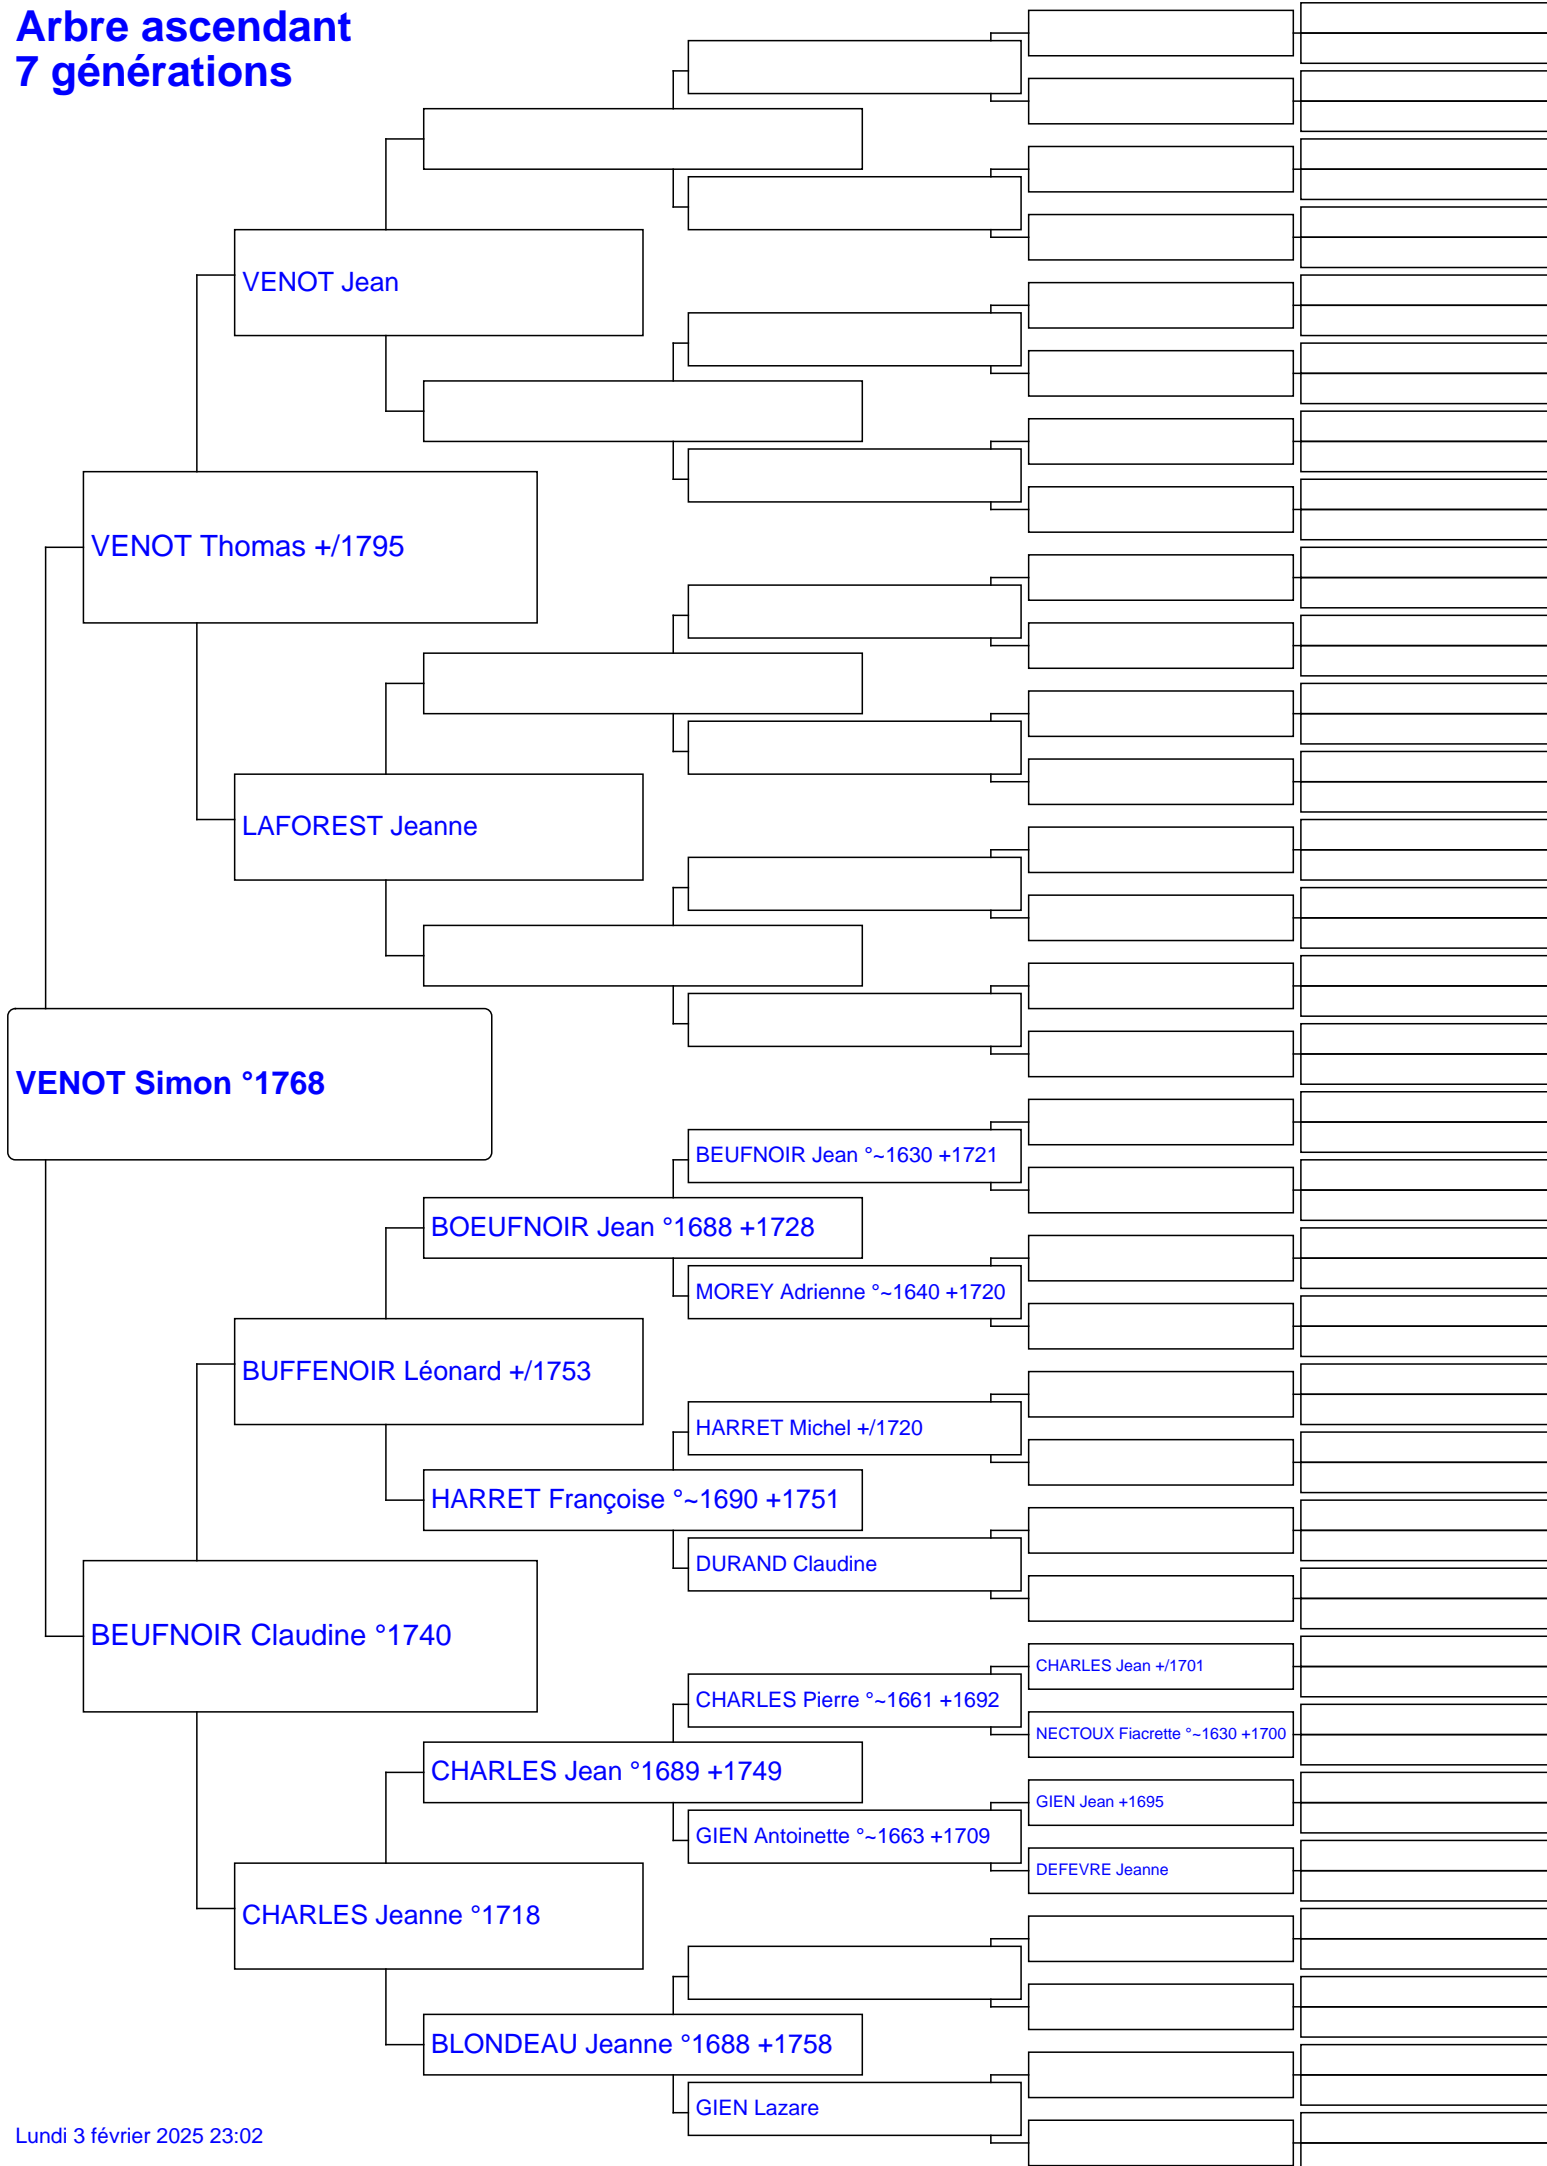 Arbre ascendant
7 générations
VENOT Jean
VENOT Thomas +/1795
LAFOREST Jeanne
VENOT Simon °1768
BEUFNOIR Jean °~1630 +1721
BOEUFNOIR Jean °1688 +1728
MOREY Adrienne °~1640 +1720
BUFFENOIR Léonard +/1753
HARRET Michel +/1720
HARRET Françoise °~1690 +1751
DURAND Claudine
BEUFNOIR Claudine °1740
CHARLES Jean +/1701
CHARLES Pierre °~1661 +1692
NECTOUX Fiacrette °~1630 +1700
CHARLES Jean °1689 +1749
GIEN Jean +1695
GIEN Antoinette °~1663 +1709
DEFEVRE Jeanne
CHARLES Jeanne °1718
BLONDEAU Jeanne °1688 +1758
GIEN Lazare
Lundi 3 février 2025 23:02